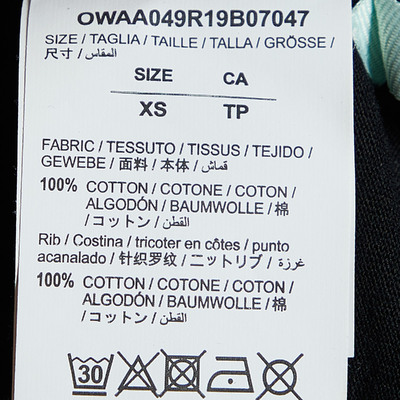 OWAA049R19B07047
SIZE / TAGLIA / TAILLE / TALLA / GRÖSSE /
尺寸 / المقاس /
SIZE CA
XS TP
FABRIC / TESSUTO / TISSUS / TEJIDO /
GEWEBE / 面料 / 本体 / قماش /
100% COTTON / COTONE / COTON /
ALGODÓN / BAUMWOLLE / 棉
/ コットン / القطن /
Rib / Costina / tricoter en côtes / punto
acanalado / 针织罗纹 / ニットリブ / غرزة /
100% COTTON / COTONE / COTON /
ALGODÓN / BAUMWOLLE / 棉
/ コットン / القطن /
30